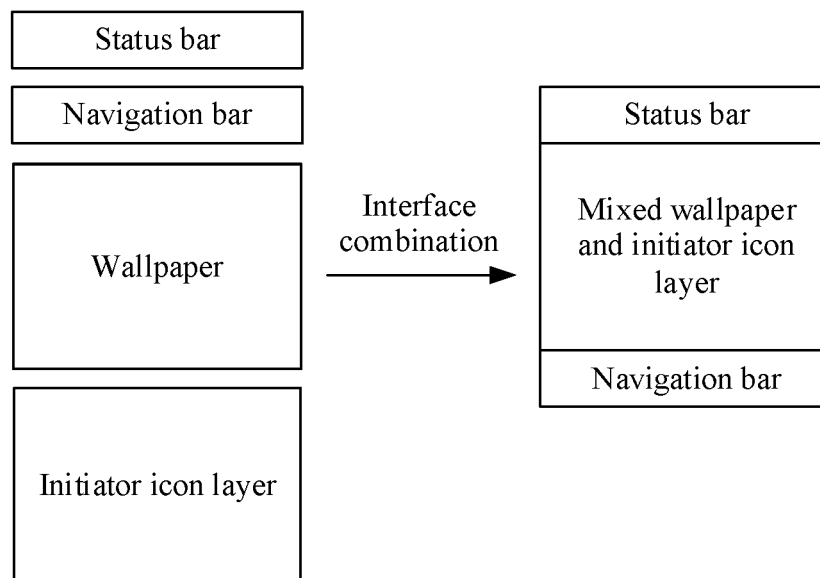 Status bar
Navigation bar
Wallpaper
Initiator icon layer
Interface
combination
Status bar
Mixed wallpaper
and initiator icon
layer
Navigation bar